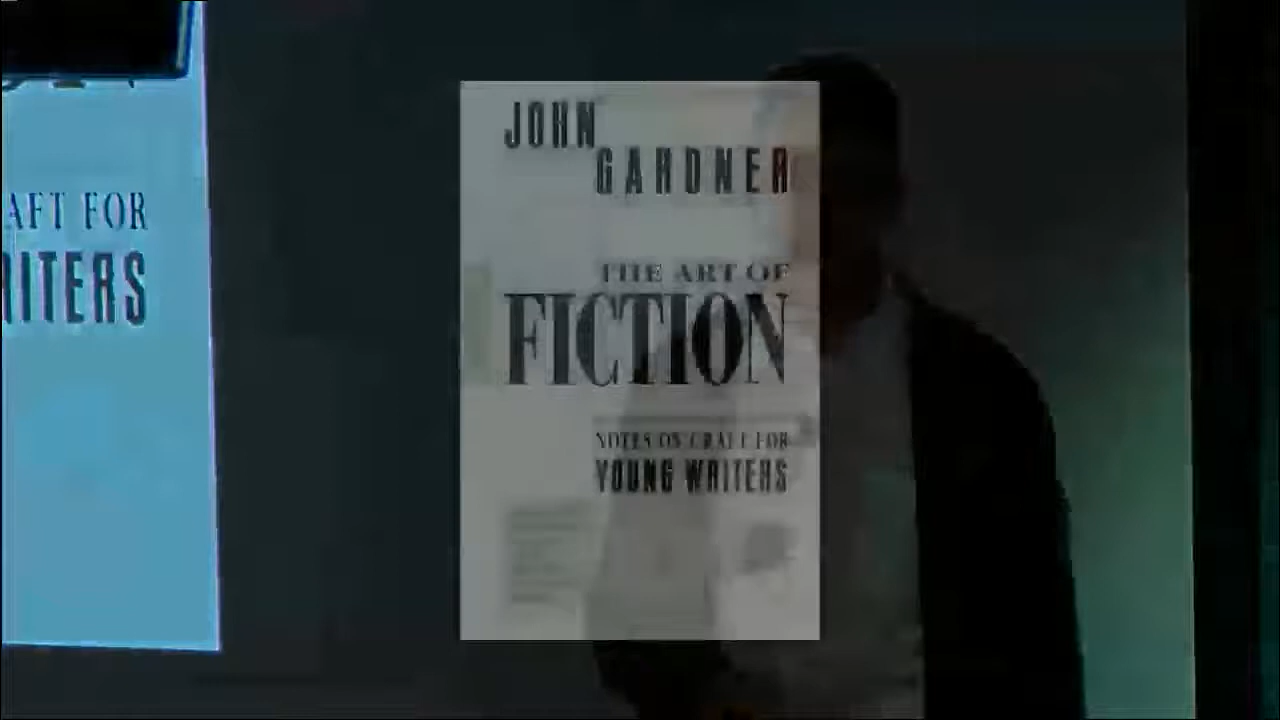 AFT FOR
RITERS
JOHN
GARDNER
THE ART OF
FICTION
NOTES ON CRAFT FOR
YOUNG WRITERS